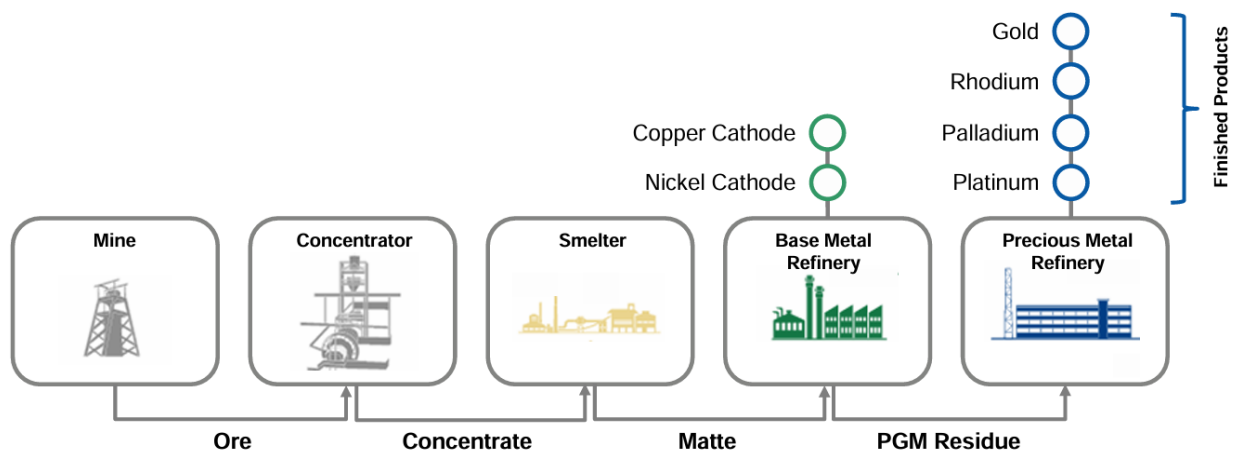 Gold
Rhodium
Palladium
Platinum
Finished Products
Copper Cathode
Nickel Cathode
Mine
Concentrator
Smelter
Base Metal
Refinery
Precious Metal
Refinery
Ore
Concentrate
Matte
PGM Residue